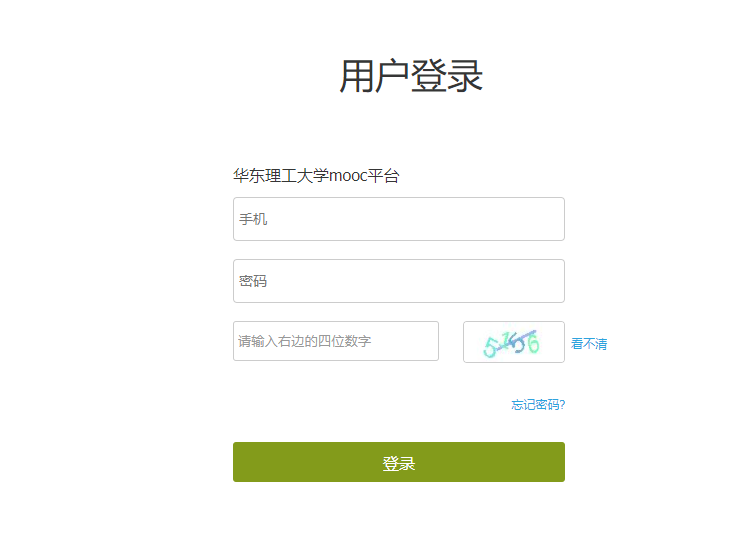 用户登录
华东理工大学mooc平台
手机
密码
请输入右边的四位数字
看不清
忘记密码?
登录